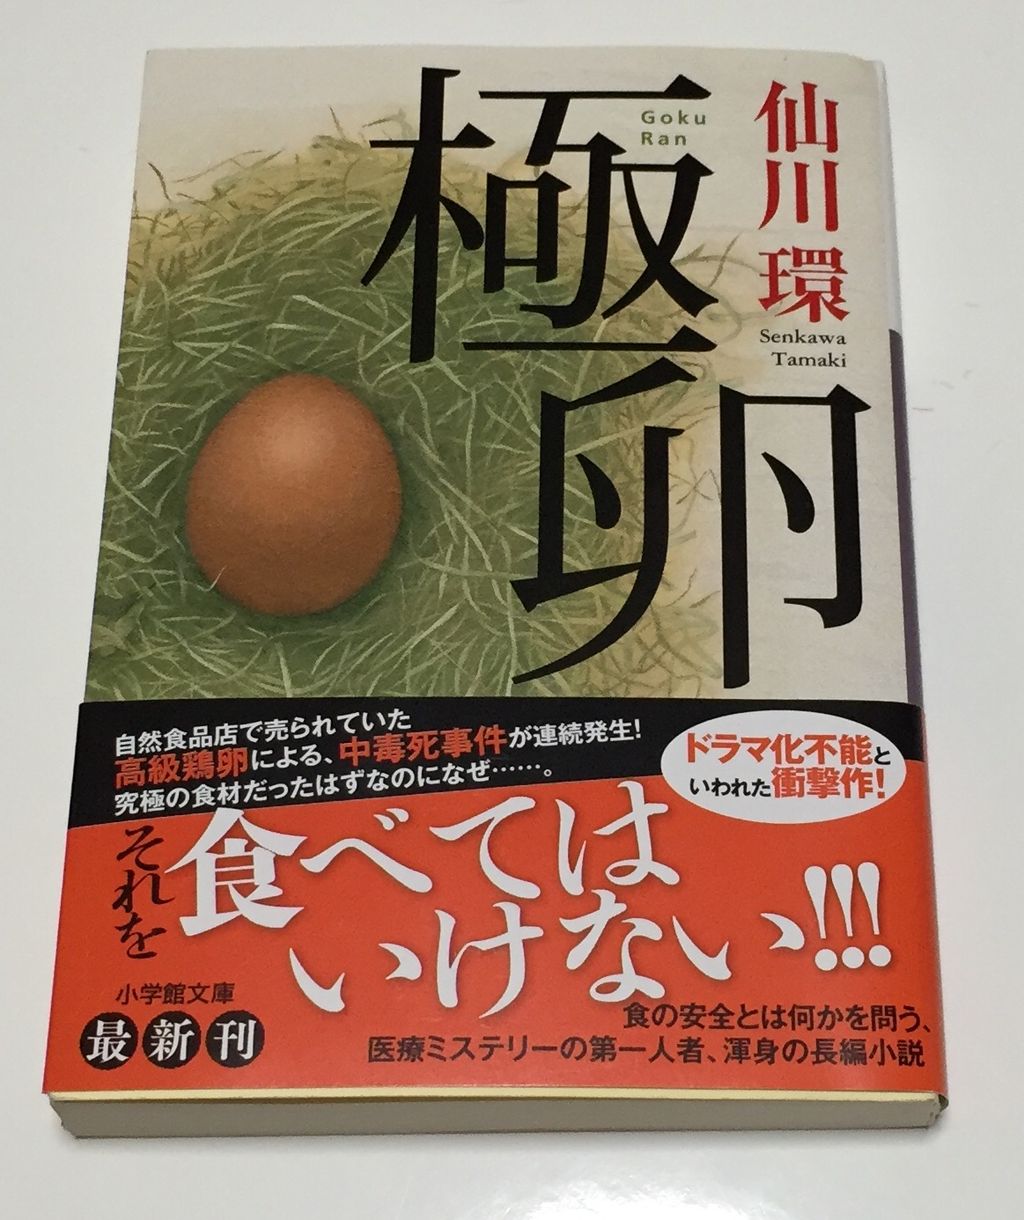 極卵
Goku
Ran
仙川 環
Senkawa
Tamaki
自然食品店で売られていた
高級鶏卵による、中毒死事件が連続発生!
究極の食材だったはずなのになぜ……。
ドラマ化不能と
いわれた衝撃作!
それを
食べては
いけない!!!
小学館文庫
最新刊
食の安全とは何かを問う、
医療ミステリーの第一人者、渾身の長編小説